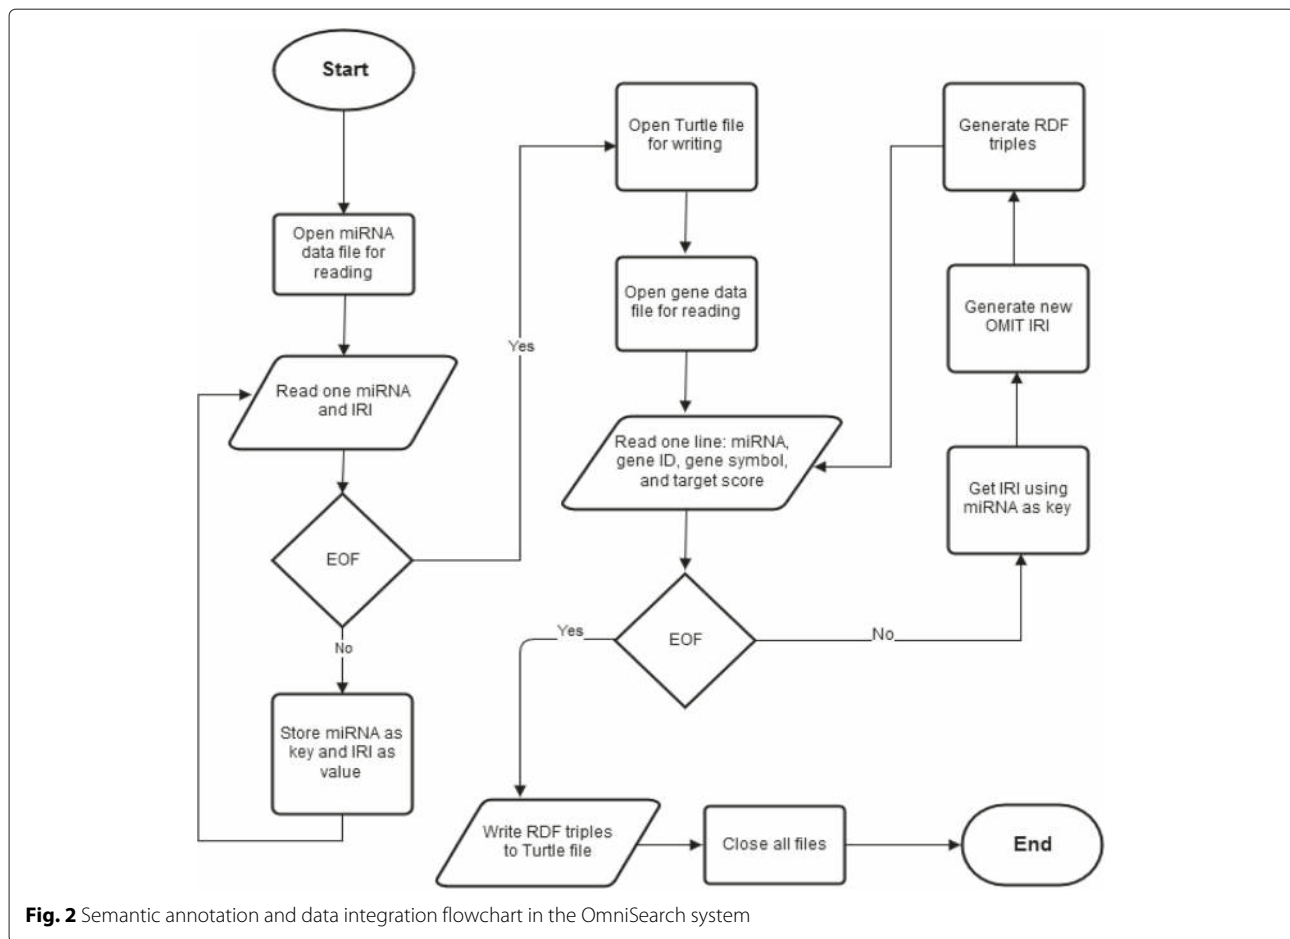 Start
Open miRNA
data file for
reading
Read one miRNA
and IRI
EOF
No
Store miRNA as
key and IRI as
value
Yes
Open Turtle file
for writing
Open gene data
file for reading
Read one line: miRNA,
gene ID, gene symbol,
and target score
EOF
No
Get IRI using
miRNA as key
Generate new
OMIT IRI
Generate RDF
triples
Yes
Write RDF triples
to Turtle file
Close all files
End
Fig. 2 Semantic annotation and data integration flowchart in the OmniSearch system